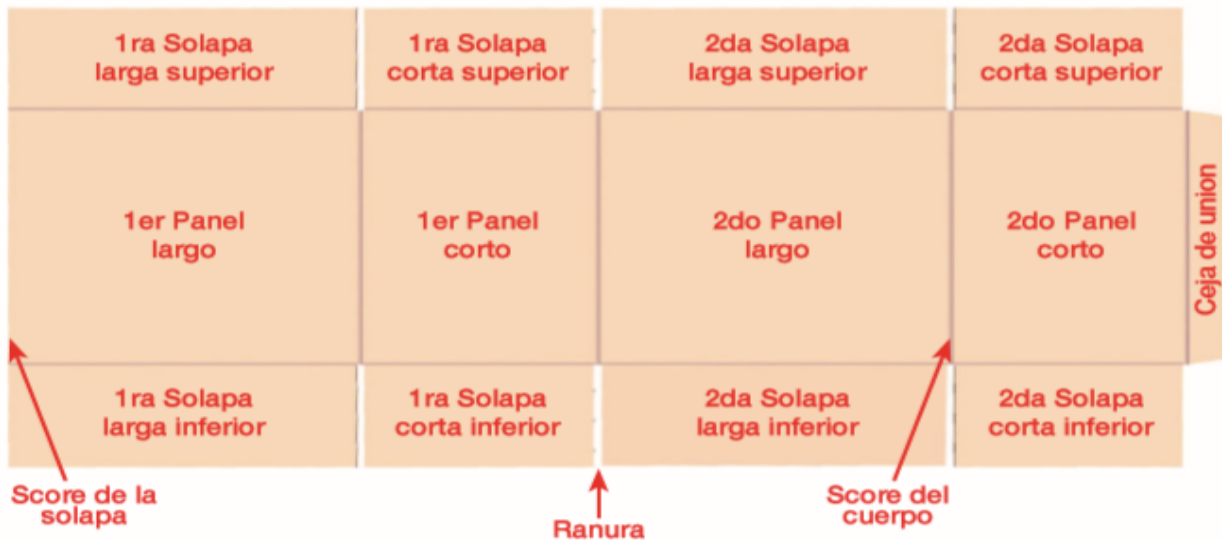 1ra Solapa
larga superior
1ra Solapa
corta superior
2da Solapa
larga superior
2da Solapa
corta superior
1er Panel
largo
1er Panel
corto
2do Panel
largo
2do Panel
corto
Ceja de union
1ra Solapa
larga inferior
1ra Solapa
corta inferior
2da Solapa
larga inferior
2da Solapa
corta inferior
Score de la
solapa
Ranura
Score del
cuerpo